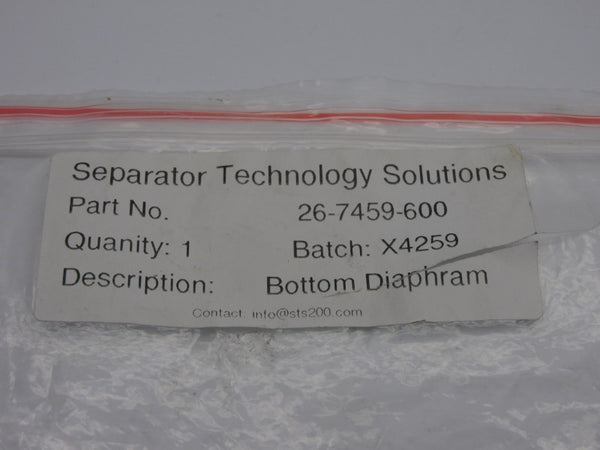 Separator Technology Solutions
Part No. 26-7459-600
Quanity: 1 Batch: X4259
Description: Bottom Diaphram
Contact info@sts200.com